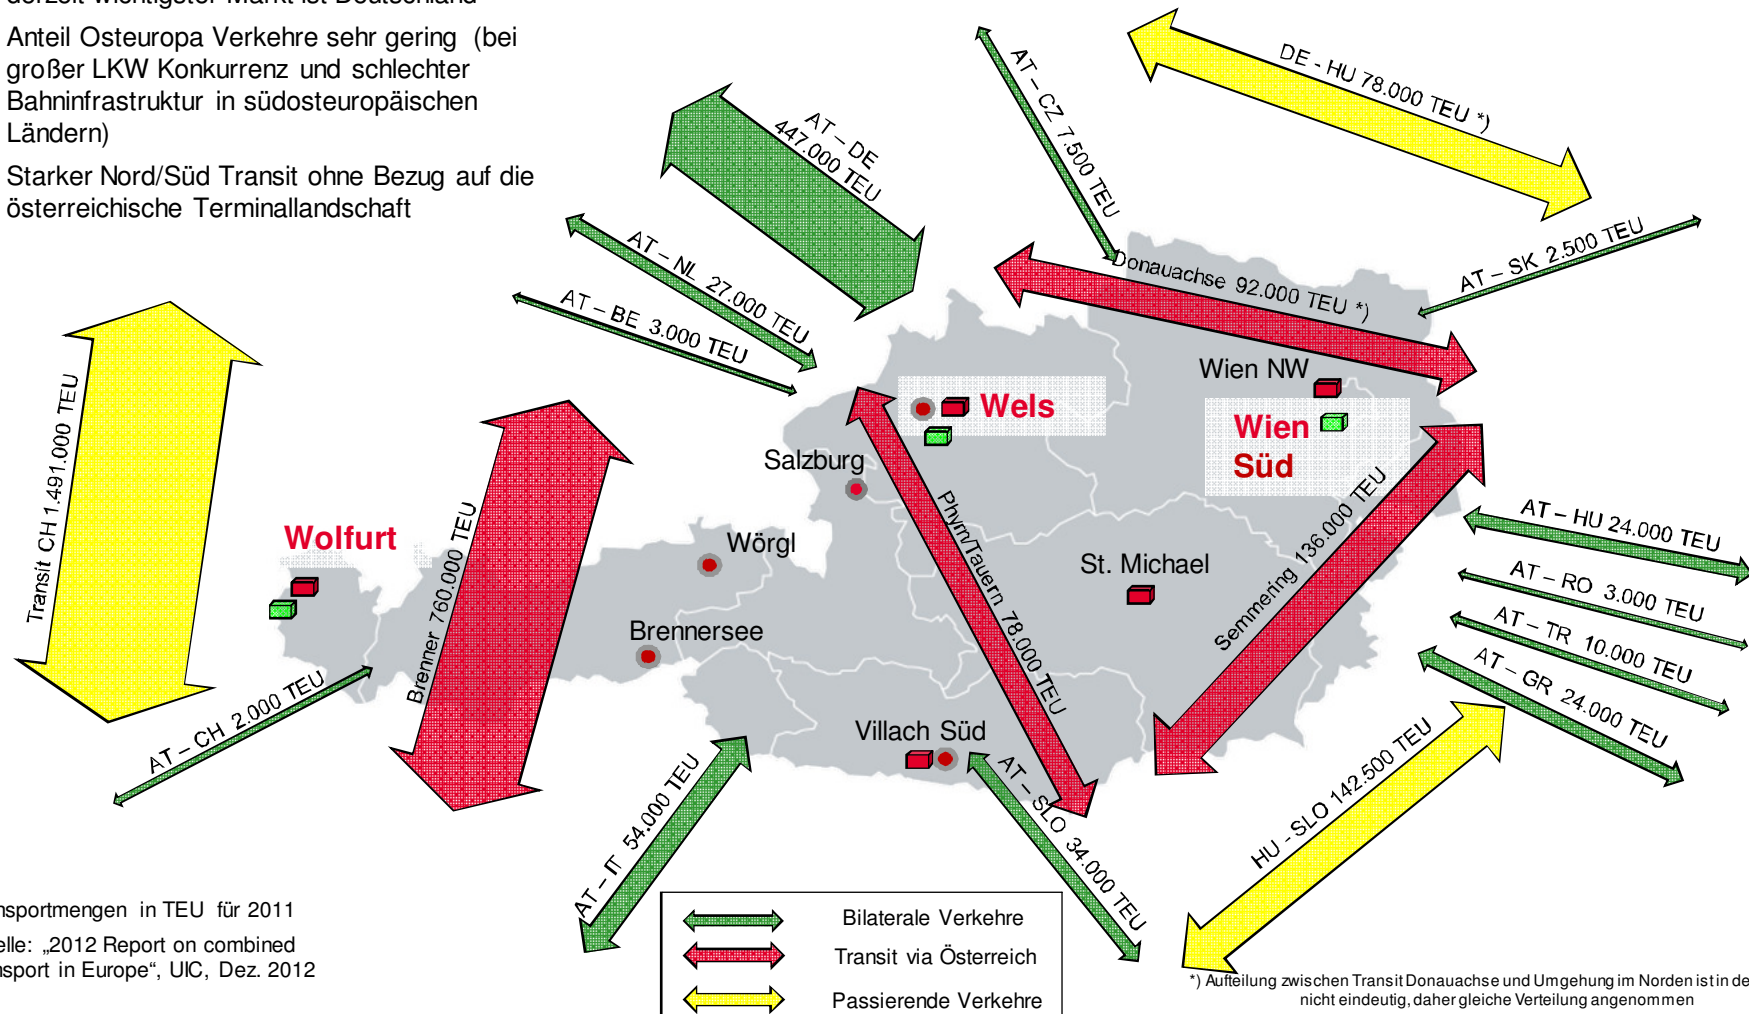 derzeit wichtigster Markt ist Deutschland
Anteil Osteuropa Verkehre sehr gering (bei
großer LKW Konkurrenz und schlechter
Bahninfrastruktur in südosteuropäischen
Ländern)
Starker Nord/Süd Transit ohne Bezug auf die
österreichische Terminallandschaft
DE - HU 78.000 TEU *)
AT – CZ 7.500 TEU
AT – DE
447.000 TEU
AT – SK 2.500 TEU
AT – NL 27.000 TEU
AT – BE 3.000 TEU
Donauachse 92.000 TEU *)
Transit CH 1.491.000 TEU
Wien NW
Wels
Wien
Süd
Salzburg
Brenner 760.000 TEU
Phyrn/Tauern 78.000 TEU
Semmering 136.000 TEU
Wolfurt
Wörgl
St. Michael
AT – HU 24.000 TEU
AT – RO 3.000 TEU
AT – TR 10.000 TEU
AT – GR 24.000 TEU
Brennersee
AT – CH 2.000 TEU
Villach Süd
AT – IT 54.000 TEU
AT – SLO 34.000 TEU
HU - SLO 142.500 TEU
nsportmengen in TEU für 2011
elle: „2012 Report on combined
nsport in Europe“, UIC, Dez. 2012
Bilaterale Verkehre
Transit via Österreich
Passierende Verkehre
*) Aufteilung zwischen Transit Donauachse und Umgehung im Norden ist in de
nicht eindeutig, daher gleiche Verteilung angenommen